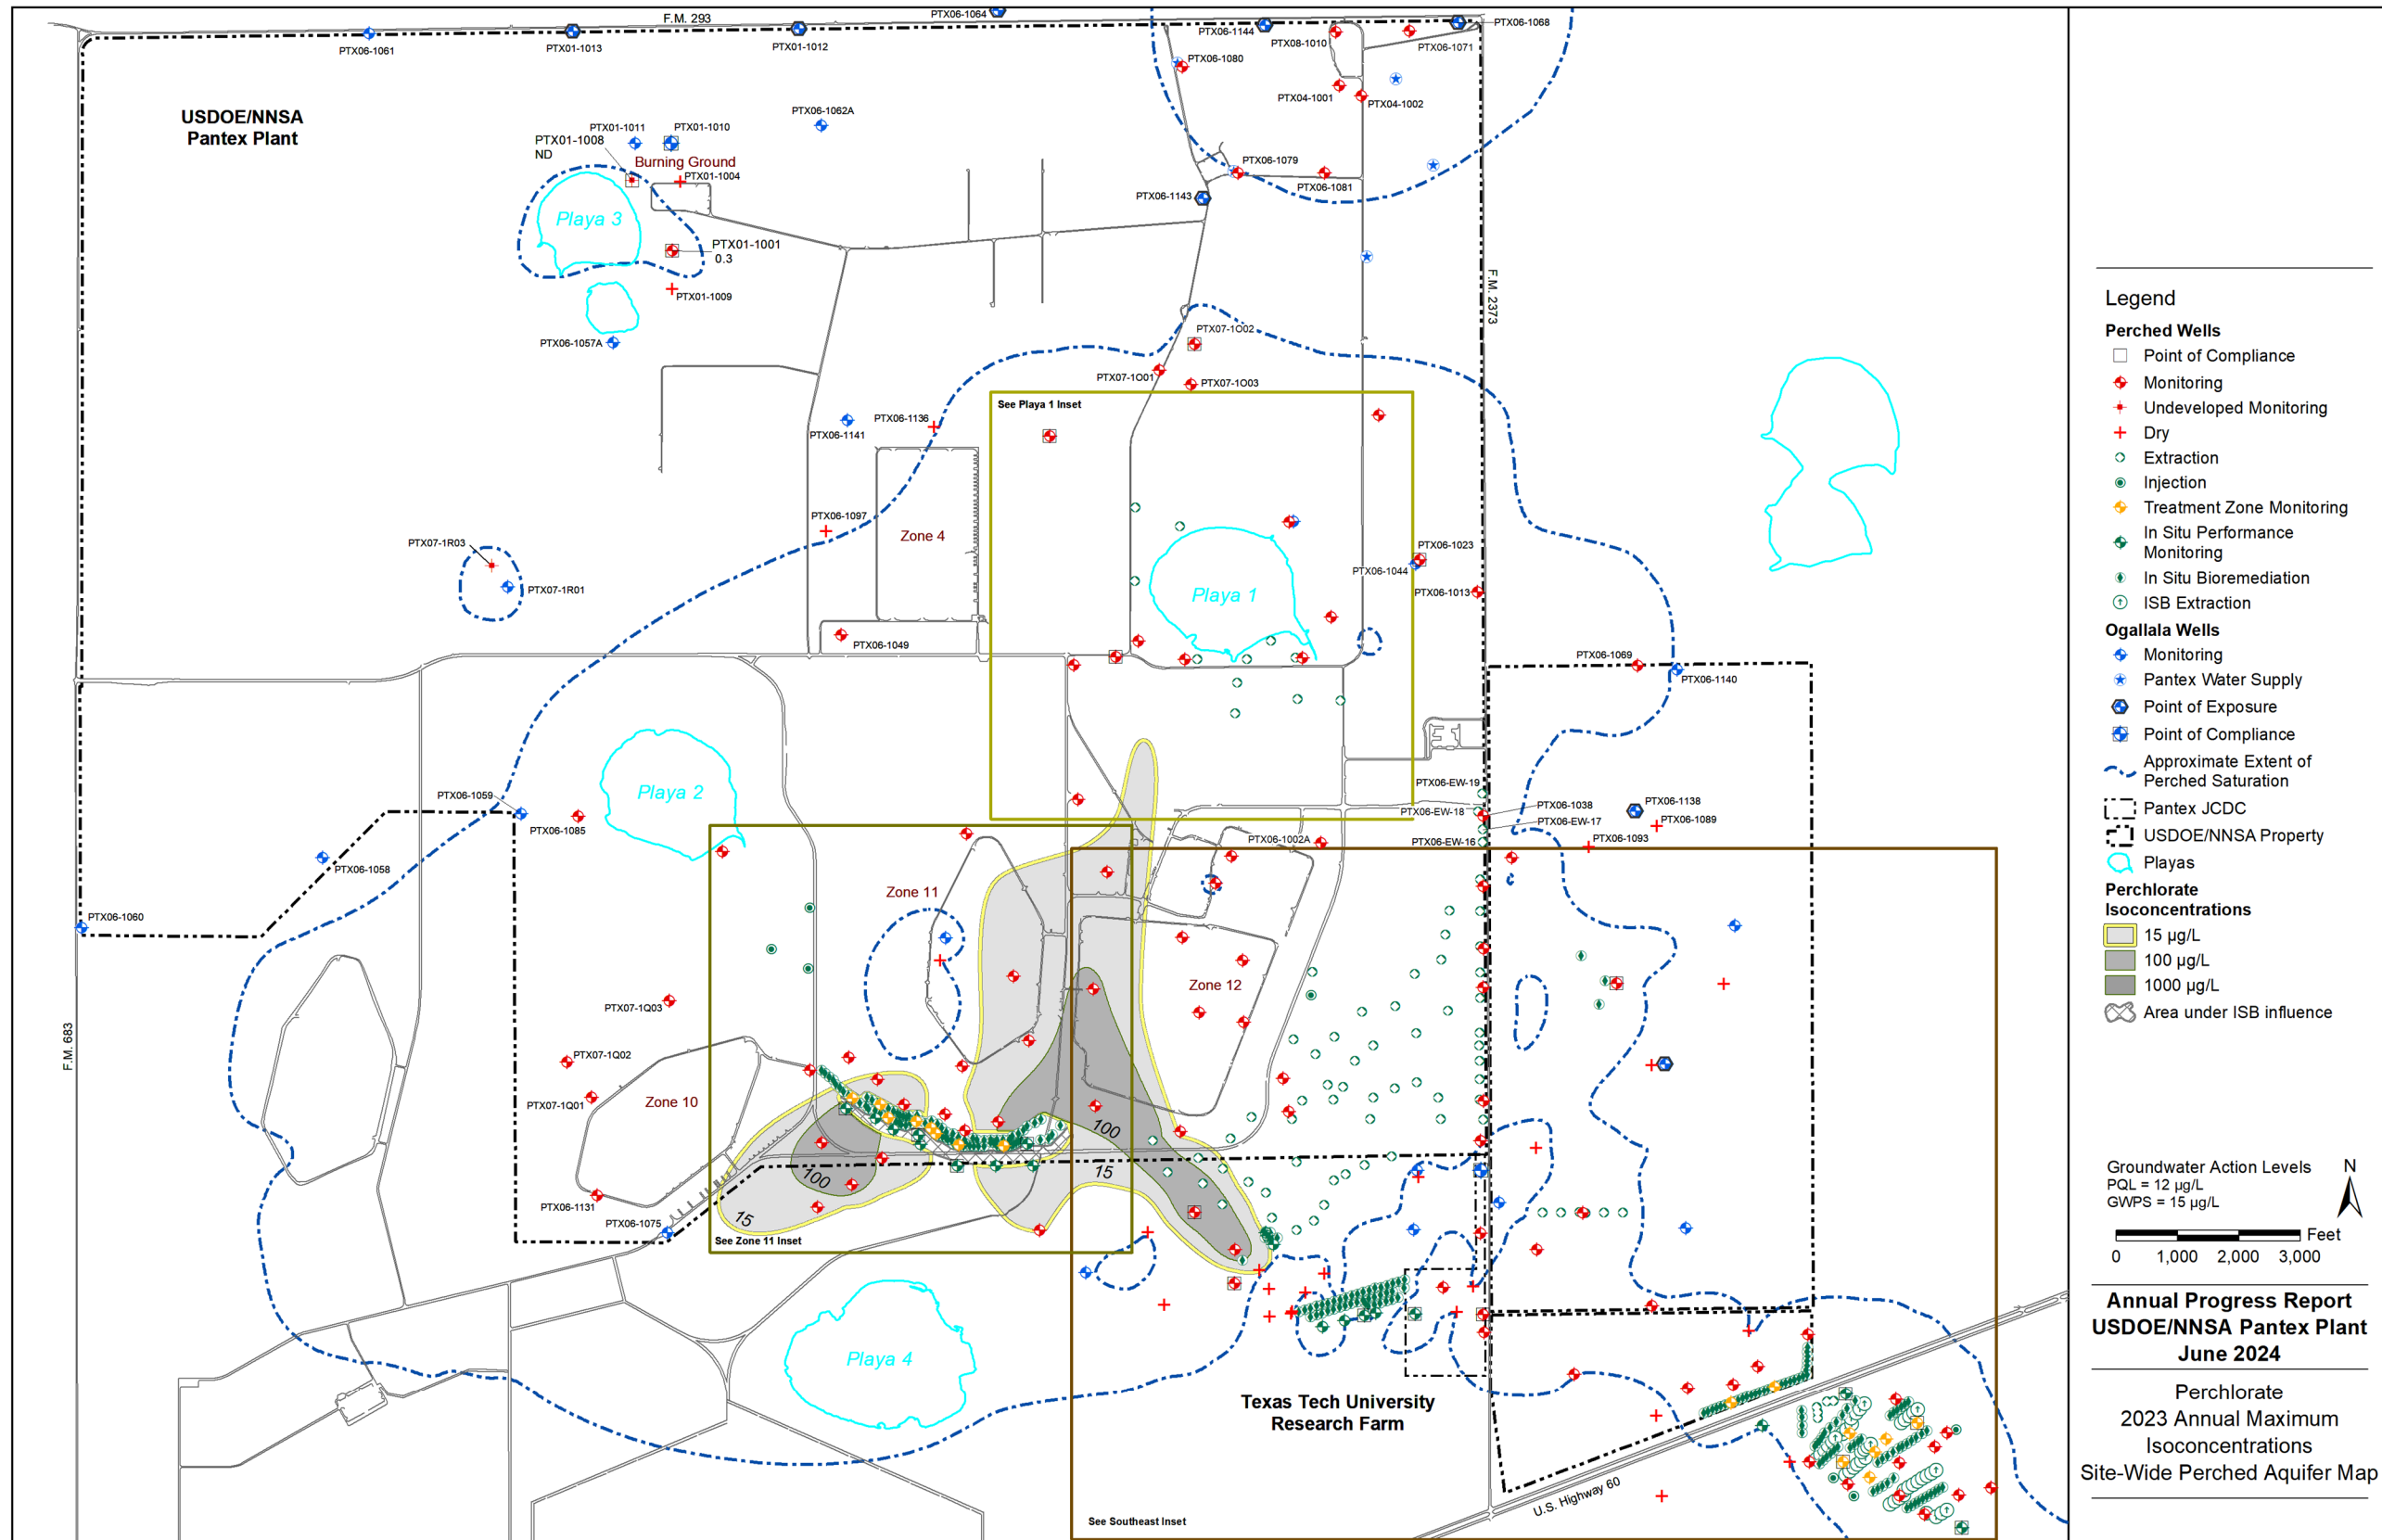 F.M. 293
PTX06-1064
PTX06-1061
PTX01-1013
PTX01-1012
PTX06-1144
PTX08-1010
PTX06-1068
PTX06-1071
PTX06-1080
PTX04-1001
PTX04-1002
USDOE/NNSA
Pantex Plant
PTX06-1062A
PTX01-1011
PTX01-1010
PTX01-1008
ND
Burning Ground
PTX01-1004
PTX06-1079
PTX06-1081
PTX06-1143
Playa 3
PTX01-1001
0.3
PTX01-1009
F.M. 2373
PTX06-1057A
PTX07-1O02
PTX07-1O01
PTX07-1O03
See Playa 1 Inset
PTX06-1136
PTX06-1141
PTX06-1097
Zone 4
PTX07-1R03
PTX07-1R01
PTX06-1023
PTX06-1044
PTX06-1013
Playa 1
PTX06-1049
PTX06-1069
PTX06-1140
PTX06-1059
PTX06-1085
Playa 2
PTX06-EW-19
PTX06-EW-18
PTX06-1038
PTX06-EW-17
PTX06-EW-16
PTX06-1138
PTX06-1089
PTX06-1093
PTX06-1002A
PTX06-1058
PTX06-1060
Zone 11
Zone 12
PTX07-1Q03
PTX07-1Q02
PTX07-1Q01
Zone 10
F.M. 683
PTX06-1131
PTX06-1075
100
15
100
15
See Zone 11 Inset
Playa 4
Texas Tech University
Research Farm
U.S. Highway 60
See Southeast Inset
Legend
Perched Wells
Point of Compliance
Monitoring
Undeveloped Monitoring
Dry
Extraction
Injection
Treatment Zone Monitoring
In Situ Performance
Monitoring
In Situ Bioremediation
ISB Extraction
Ogallala Wells
Monitoring
Pantex Water Supply
Point of Exposure
Point of Compliance
Approximate Extent of
Perched Saturation
Pantex JCDC
USDOE/NNSA Property
Playas
Perchlorate
Isoconcentrations
15 µg/L
100 µg/L
1000 µg/L
Area under ISB influence
Groundwater Action Levels
PQL = 12 µg/L
GWPS = 15 µg/L
N
Feet
0 1,000 2,000 3,000
Annual Progress Report
USDOE/NNSA Pantex Plant
June 2024
Perchlorate
2023 Annual Maximum
Isoconcentrations
Site-Wide Perched Aquifer Map